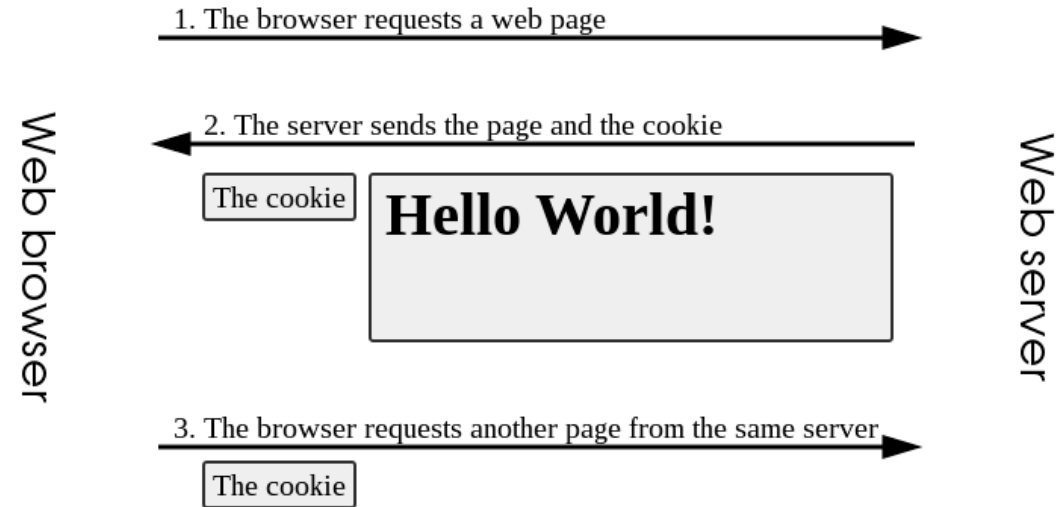 1. The browser requests a web page
2. The server sends the page and the cookie
Web browser
The cookie
Hello World!
Web server
3. The browser requests another page from the same server
The cookie